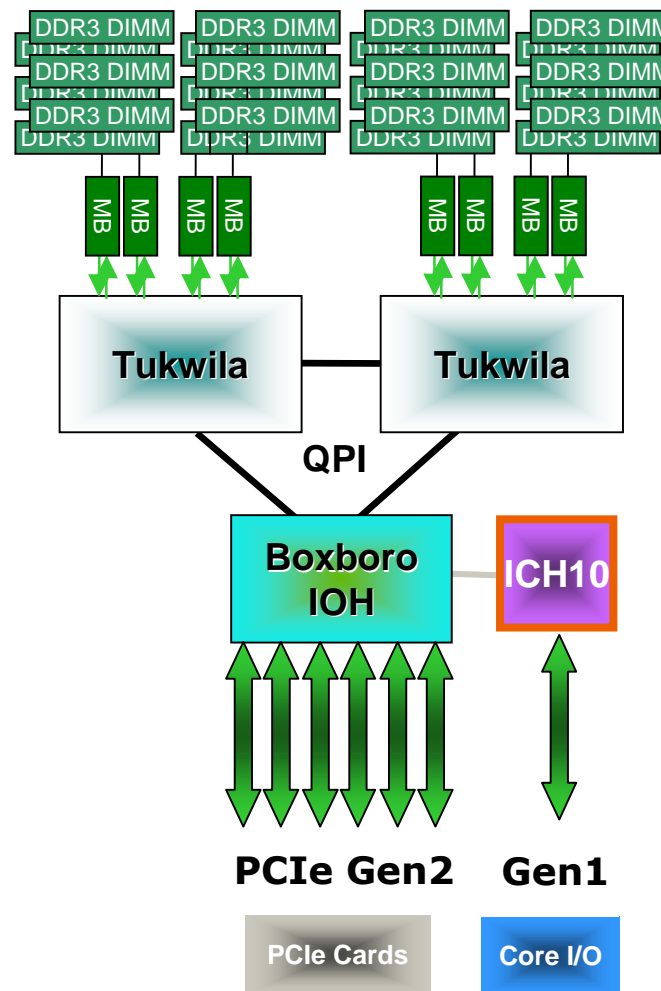 DDR3 DIMM DDR3 DIMM DDR3 DIMM DDR3 DIMM
DDR3 DIMM DDR3 DIMM DDR3 DIMM DDR3 DIMM
DDR3 DIMM DDR3 DIMM DDR3 DIMM DDR3 DIMM
DDR3 DIMM DDR3 DIMM DDR3 DIMM DDR3 DIMM
DDR3 DIMM DDR3 DIMM DDR3 DIMM DDR3 DIMM
DDR3 DIMM DDR3 DIMM DDR3 DIMM DDR3 DIMM
MB MB MB MB MB MB MB MB
Tukwila Tukwila
QPI
Boxboro
IOH
ICH10
PCIe Gen2 Gen1
PCIe Cards Core I/O